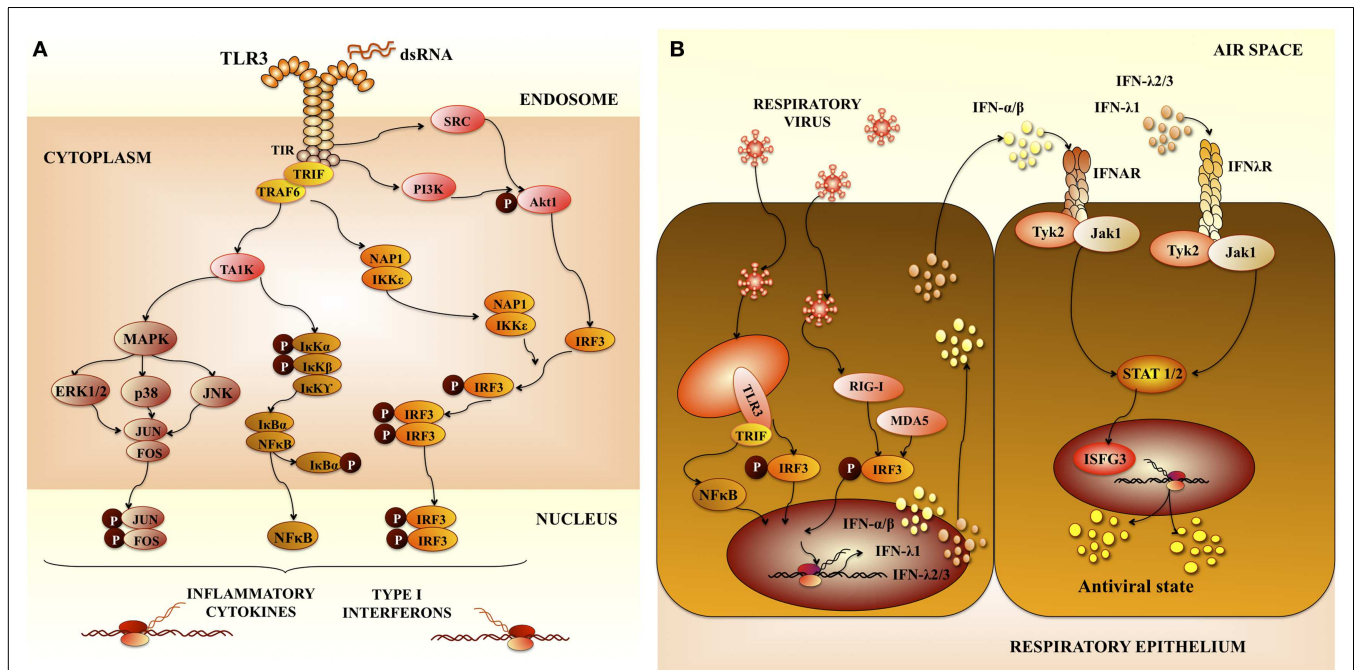 A
TLR3
dsRNA
ENDOSOME
CYTOPLASM
TIR
TRIF
TRAF6
SRC
PI3K
P
Akt1
TA1K
NAP1
IKKε
NAP1
IKKε
MAPK
ERK1/2
p38
JNK
P
IκKα
P
IκKβ
IκKϒ
IRF3
P
IRF3
P
IRF3
P
IRF3
JUN
FOS
IκBα
NFκB
IκBα
P
NUCLEUS
P
JUN
P
FOS
NFκB
P
IRF3
P
IRF3
INFLAMMATORY
CYTOKINES
TYPE I
INTERFERONS
B
AIR SPACE
RESPIRATORY
VIRUS
IFN-α/β
IFN-λ2/3
IFN-λ1
IFNAR
IFNλR
Tyk2
Jak1
Tyk2
Jak1
TLR3
TRIF
RIG-I
MDA5
P
IRF3
P
IRF3
NFκB
IFN-α/β
IFN-λ1
IFN-λ2/3
STAT 1/2
ISFG3
Antiviral state
RESPIRATORY EPITHELIUM